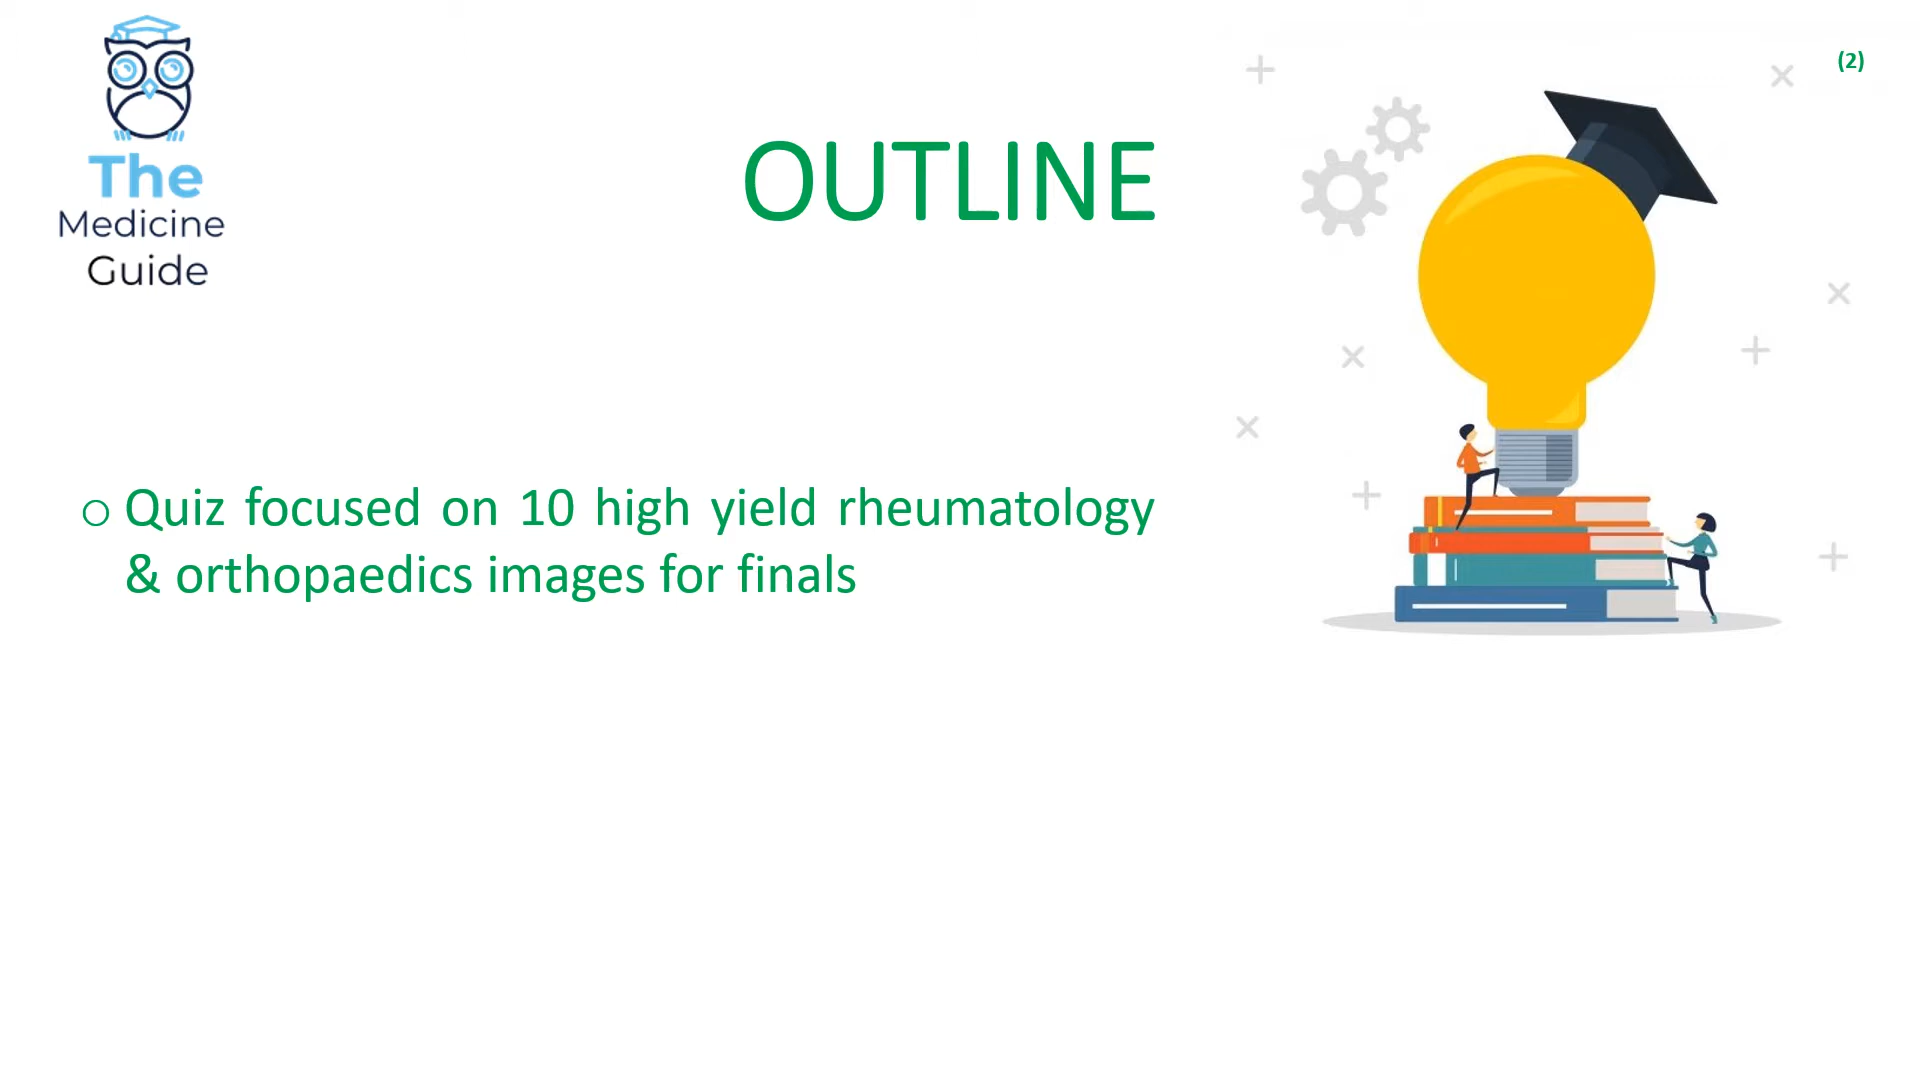 The
Medicine
Guide
(2)
OUTLINE
o Quiz focused on 10 high yield rheumatology
& orthopaedics images for finals